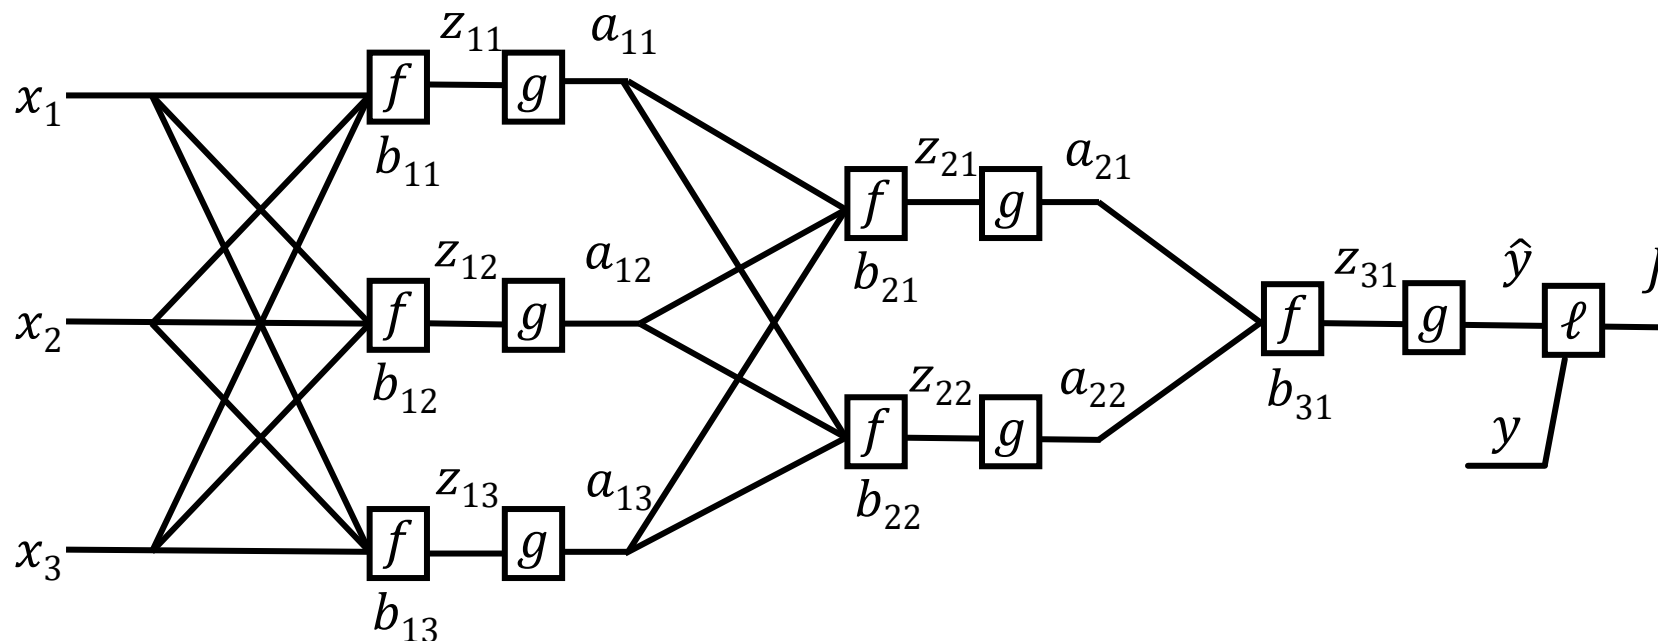 z₁₁ a₁₁
x₁ f g
b₁₁
z₂₁ a₂₁
f g
b₂₁
z₁₂ a₁₂
x₂ f g
b₁₂
z₃₁ ŷ J
f g ℓ
b₃₁
y
z₂₂ a₂₂
f g
b₂₂
z₁₃ a₁₃
x₃ f g
b₁₃